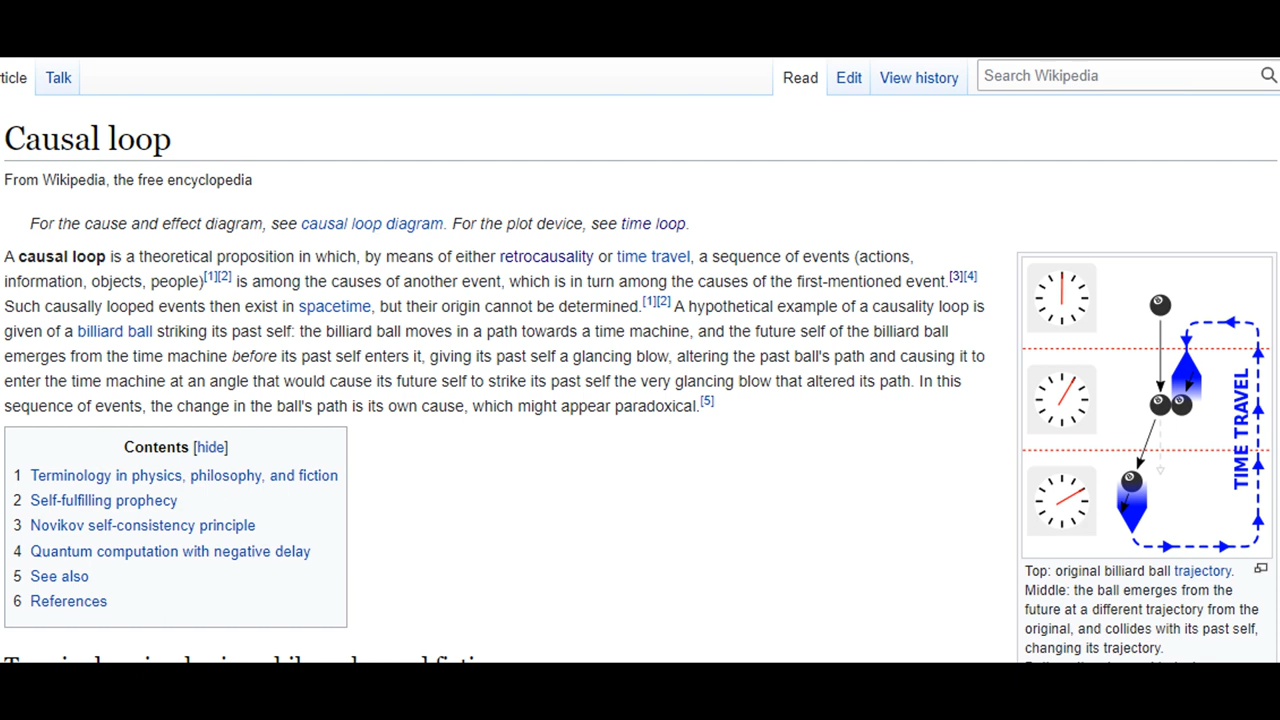 rticle Talk Read Edit View history Search Wikipedia
Causal loop
From Wikipedia, the free encyclopedia
For the cause and effect diagram, see causal loop diagram. For the plot device, see time loop.
A causal loop is a theoretical proposition in which, by means of either retrocausality or time travel, a sequence of events (actions,
information, objects, people)[1][2] is among the causes of another event, which is in turn among the causes of the first-mentioned event.[3][4]
Such causally looped events then exist in spacetime, but their origin cannot be determined.[1][2] A hypothetical example of a causality loop is
given of a billiard ball striking its past self: the billiard ball moves in a path towards a time machine, and the future self of the billiard ball
emerges from the time machine before its past self enters it, giving its past self a glancing blow, altering the past ball's path and causing it to
enter the time machine at an angle that would cause its future self to strike its past self the very glancing blow that altered its path. In this
sequence of events, the change in the ball's path is its own cause, which might appear paradoxical.[5]
Contents [hide]
1 Terminology in physics, philosophy, and fiction
2 Self-fulfilling prophecy
3 Novikov self-consistency principle
4 Quantum computation with negative delay
5 See also
6 References
TIME TRAVEL
Top: original billiard ball trajectory.
Middle: the ball emerges from the
future at a different trajectory from the
original, and collides with its past self,
changing its trajectory.